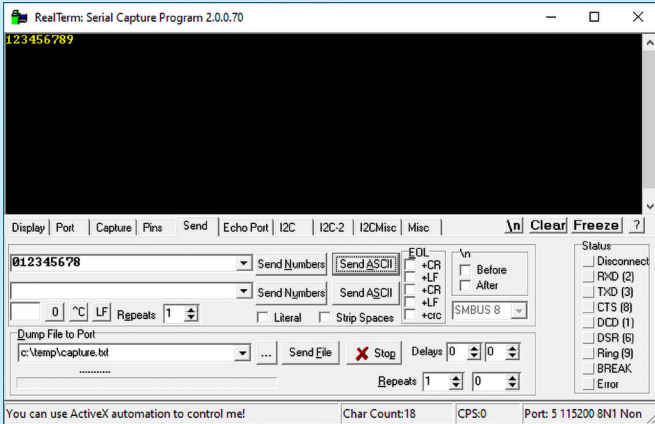 RealTerm: Serial Capture Program 2.0.0.70
123456789
Display Port Capture Pins Send Echo Port I2C I2C-2 I2CMisc Misc \n Clear Freeze ?
012345678
Send Numbers Send ASCII
EOL
+CR
+LF
+CR
+LF
+crc
\n
Before
After
Send Numbers Send ASCII
SMBUS 8
0 ^C LF Repeats 1
Literal Strip Spaces
Dump File to Port
c:\temp\capture.txt
... Send File Stop Delays 0 0
Repeats 1 0
Status
Disconnect
RXD (2)
TXD (3)
CTS (8)
DCD (1)
DSR (6)
Ring (9)
BREAK
Error
You can use ActiveX automation to control me! Char Count:18 CPS:0 Port: 5 115200 8N1 Non